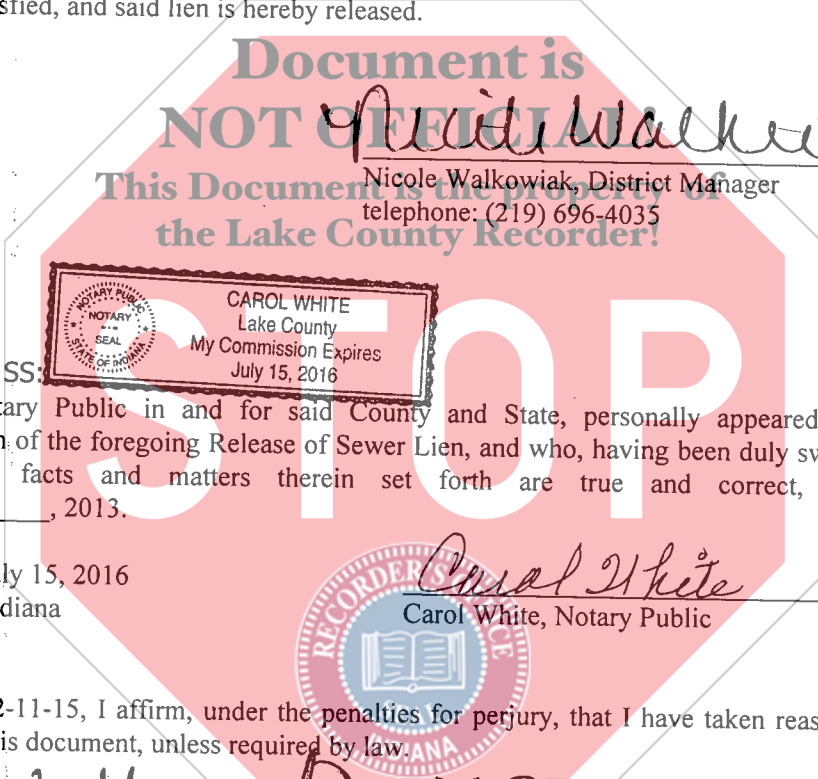 sfied, and said lien is hereby released.
Document is
NOT OFFICIAL!
This Document is the property of
the Lake County Recorder!
Nicole Walkowiak, District Manager
telephone: (219) 696-4035
NOTARY PUBLIC
NOTARY
SEAL
STATE OF INDIANA
CAROL WHITE
Lake County
My Commission Expires
July 15, 2016
STOP
SS:
tary Public in and for said County and State, personally appeared
n of the foregoing Release of Sewer Lien, and who, having been duly sw
facts and matters therein set forth are true and correct,
, 2013.
ly 15, 2016
diana
Carol White
Carol White, Notary Public
RECORDER'S OFFICE
SEAL
INDIANA
2-11-15, I affirm, under the penalties for perjury, that I have taken reas
is document, unless required by law.